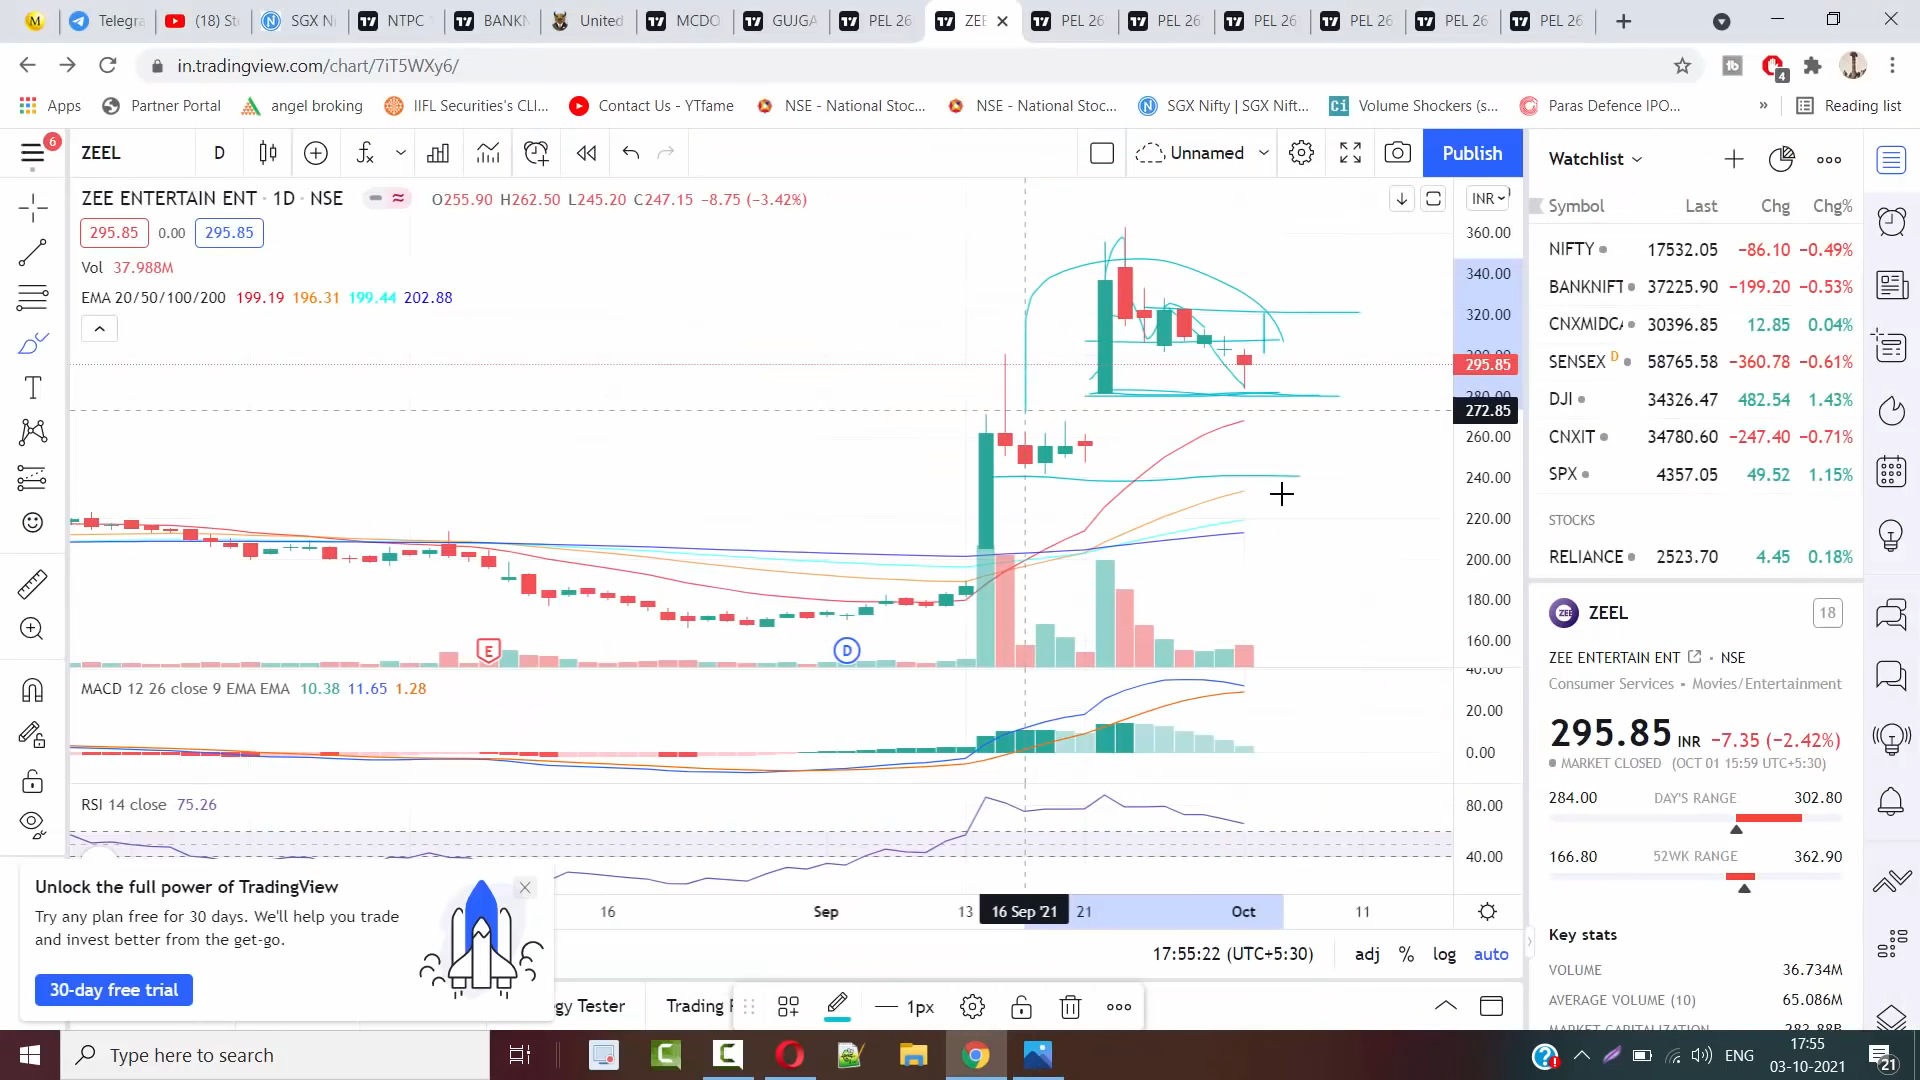 Telegra
(18) St
SGX N
NTPC
BANKN
United
MCDO
GUJGA
PEL 26
ZEE
PEL 26
PEL 26
PEL 26
PEL 26
PEL 26
PEL 26
in.tradingview.com/chart/7iT5WXy6/
4
Apps
Partner Portal
angel broking
IIFL Securities's CLI...
Contact Us - YTfame
NSE - National Stoc...
NSE - National Stoc...
SGX Nifty | SGX Nift...
Volume Shockers (s...
Paras Defence IPO...
»
Reading list
6
ZEEL
D
Unnamed
Publish
Watchlist
ZEE ENTERTAIN ENT · 1D · NSE
O255.90 H262.50 L245.20 C247.15 −8.75 (−3.42%)
INR
295.85 0.00 295.85
Vol 37.988M
EMA 20/50/100/200 199.19 196.31 199.44 202.88
360.00
340.00
320.00
295.85
280.00
272.85
260.00
240.00
220.00
200.00
180.00
160.00
E
D
MACD 12 26 close 9 EMA EMA 10.38 11.65 1.28
40.00
20.00
0.00
RSI 14 close 75.26
80.00
40.00
16 Sep 13 16 Sep '21 21 Oct 11
Unlock the full power of TradingView
Try any plan free for 30 days. We'll help you trade
and invest better from the get-go.
30-day free trial
17:55:22 (UTC+5:30)
adj % log auto
gy Tester
Trading
1px
Symbol Last Chg Chg%
NIFTY 17532.05 −86.10 −0.49%
BANKNIFT 37225.90 −199.20 −0.53%
CNXMIDC 30396.85 12.85 0.04%
SENSEX D 58765.58 −360.78 −0.61%
DJI 34326.47 482.54 1.43%
CNXIT 34780.60 −247.40 −0.71%
SPX 4357.05 49.52 1.15%
STOCKS
RELIANCE 2523.70 4.45 0.18%
ZEEL
18
ZEE ENTERTAIN ENT · NSE
Consumer Services • Movies/Entertainment
295.85 INR −7.35 (−2.42%)
MARKET CLOSED (OCT 01 15:59 UTC+5:30)
284.00 DAY'S RANGE 302.80
166.80 52WK RANGE 362.90
Key stats
VOLUME 36.734M
AVERAGE VOLUME (10) 65.086M
MARKET CAPITALIZATION 283.88B
Type here to search
ENG
17:55
03-10-2021
21